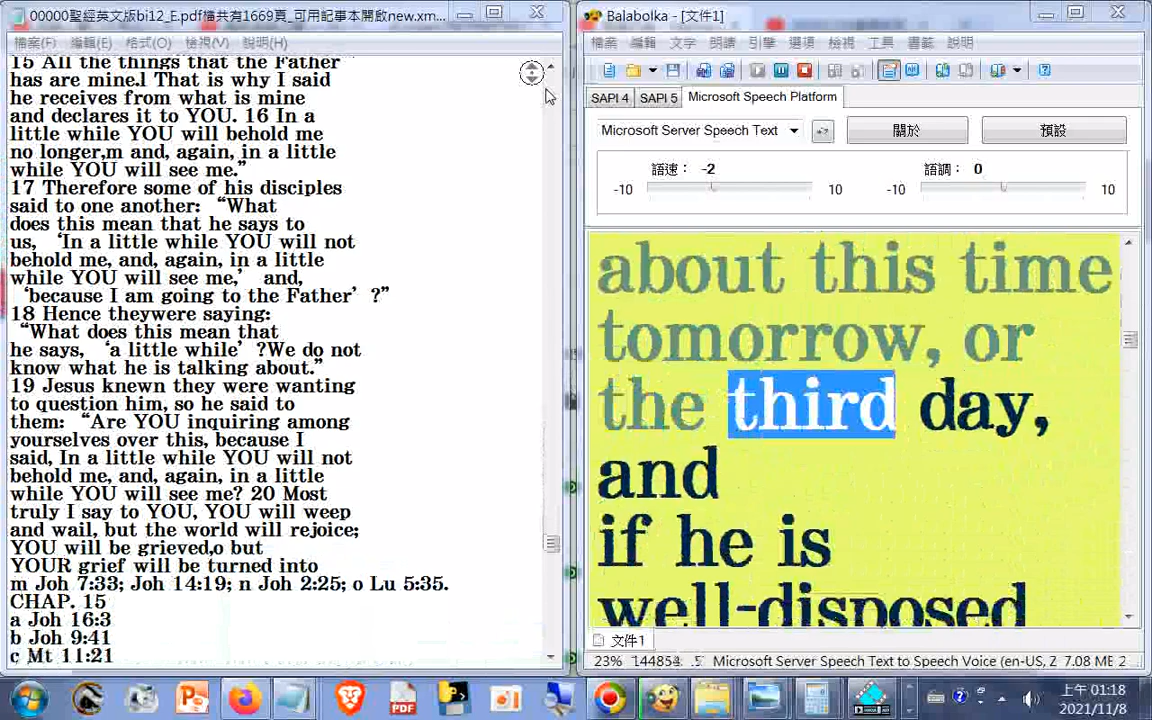 00000聖經英文版bi12_E.pdf檔共有1669頁_可用記事本開啟new.xm...
檔案(F) 編輯(E) 格式(O) 檢視(V) 說明(H)
15 All the things that the Father
has are mine.l That is why I said
he receives from what is mine
and declares it to YOU. 16 In a
little while YOU will behold me
no longer,m and, again, in a little
while YOU will see me.”
17 Therefore some of his disciples
said to one another: “What
does this mean that he says to
us, ‘In a little while YOU will not
behold me, and, again, in a little
while YOU will see me,’ and,
‘because I am going to the Father’?”
18 Hence theywere saying:
“What does this mean that
he says, ‘a little while’?We do not
know what he is talking about.”
19 Jesus knewn they were wanting
to question him, so he said to
them: “Are YOU inquiring among
yourselves over this, because I
said, In a little while YOU will not
behold me, and, again, in a little
while YOU will see me? 20 Most
truly I say to YOU, YOU will weep
and wail, but the world will rejoice;
YOU will be grieved,o but
YOUR grief will be turned into
m Joh 7:33; Joh 14:19; n Joh 2:25; o Lu 5:35.
CHAP. 15
a Joh 16:3
b Joh 9:41
c Mt 11:21
Balabolka - [文件1]
檔案 編輯 文字 朗讀 引擎 選項 檢視 工具 書籤 說明
SAPI 4 SAPI 5 Microsoft Speech Platform
Microsoft Server Speech Text 關於 預設
語速： -2 語調： 0
-10 10 -10 10
about this time
tomorrow, or
the third day,
and
if he is
well-disposed
文件1
23% 144854 Microsoft Server Speech Text to Speech Voice (en-US, Z 7.08 ME 2
PDF
上午 01:18
2021/11/8